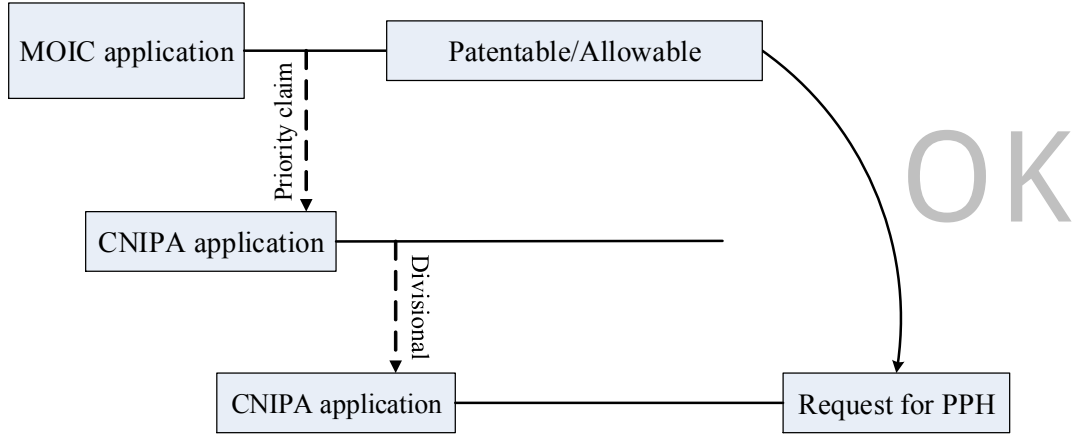 MOIC application
Patentable/Allowable
Priority claim
OK
CNIPA application
Divisional
CNIPA application
Request for PPH